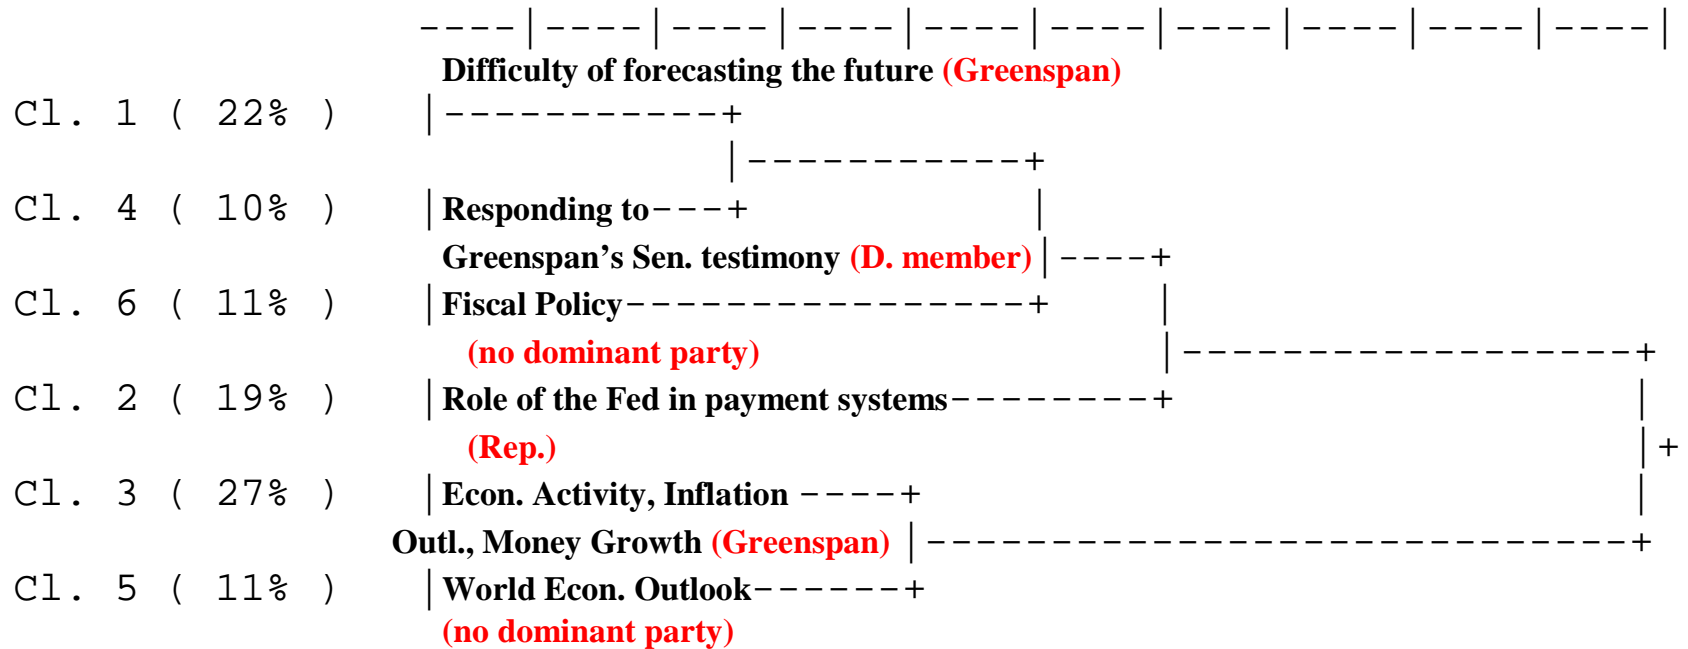 ----|----|----|----|----|----|----|----|----|----|
Difficulty of forecasting the future (Greenspan)
Cl. 1 ( 22% ) |-----------+
|-----------+
Cl. 4 ( 10% ) |Responding to---+ |
Greenspan's Sen. testimony (D. member)|----+
Cl. 6 ( 11% ) |Fiscal Policy----------------+ |
(no dominant party) |------------------+
Cl. 2 ( 19% ) |Role of the Fed in payment systems--------+ |
(Rep.) |+
Cl. 3 ( 27% ) |Econ. Activity, Inflation ----+ |
Outl., Money Growth (Greenspan) |----------------------------+
Cl. 5 ( 11% ) |World Econ. Outlook------+
(no dominant party)